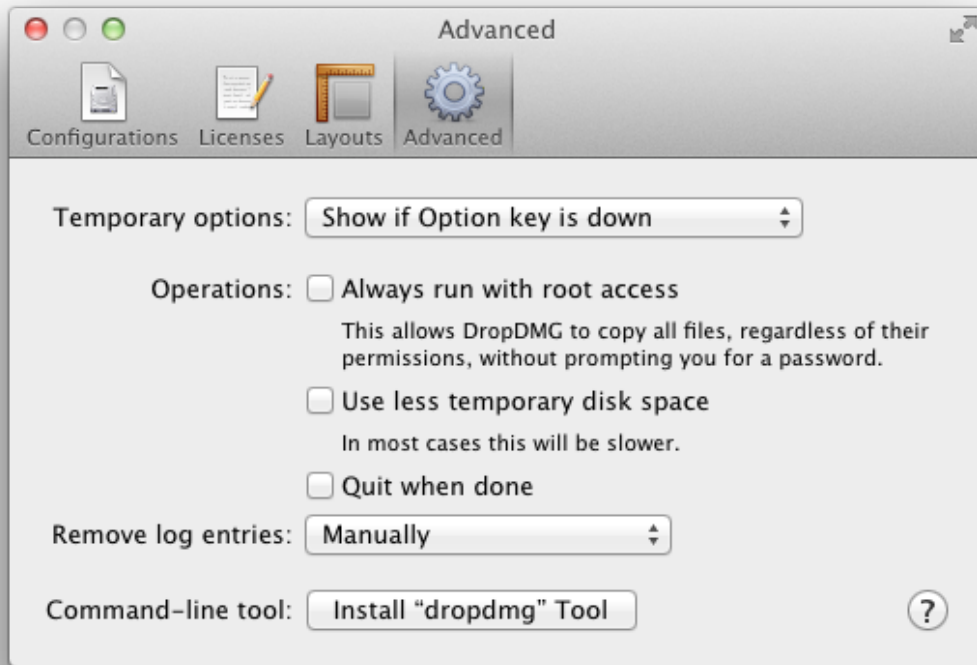 Advanced
Configurations Licenses Layouts Advanced
Temporary options: Show if Option key is down
Operations: Always run with root access
This allows DropDMG to copy all files, regardless of their
permissions, without prompting you for a password.
Use less temporary disk space
In most cases this will be slower.
Quit when done
Remove log entries: Manually
Command-line tool: Install “dropdmg” Tool ?